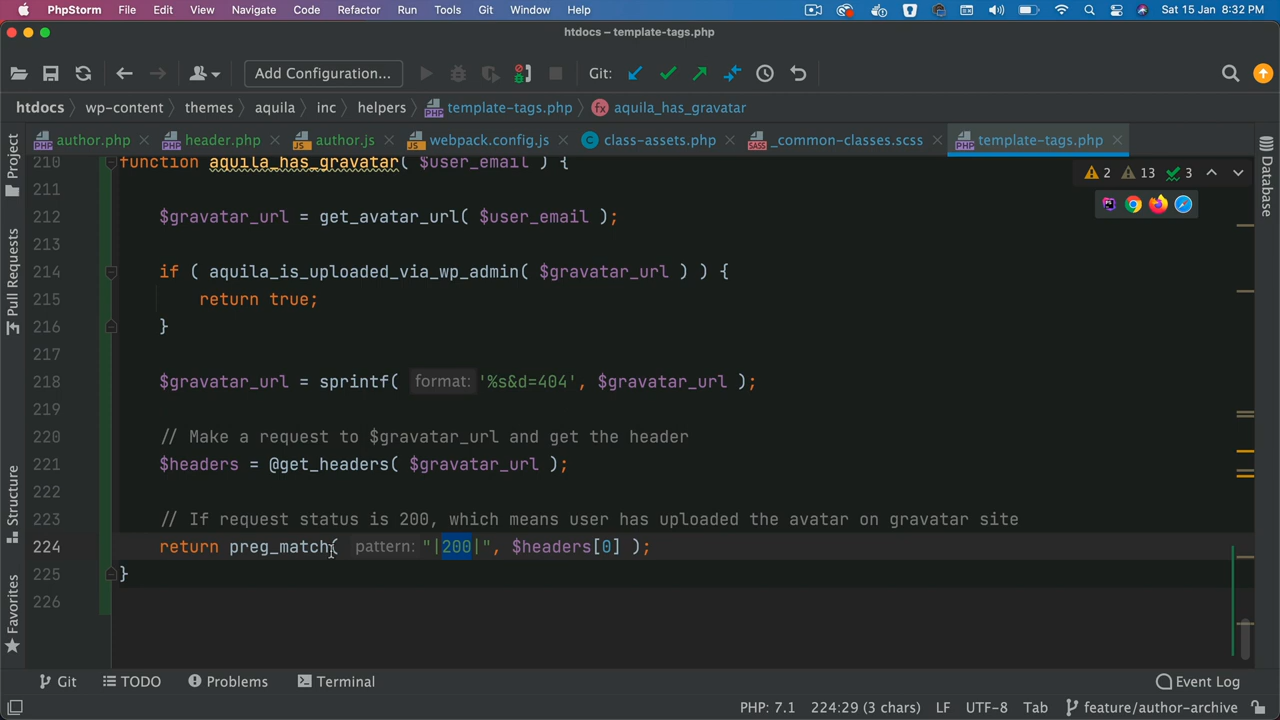 PhpStorm File Edit View Navigate Code Refactor Run Tools Git Window Help Sat 15 Jan 8:32 PM
htdocs – template-tags.php
Add Configuration... Git:
htdocs wp-content themes aquila inc helpers template-tags.php aquila_has_gravatar
author.php header.php author.js webpack.config.js class-assets.php _common-classes.scss template-tags.php
Project
Pull Requests
Structure
Favorites
Database
2 13 3
210 function aquila_has_gravatar( $user_email ) {
211
212 $gravatar_url = get_avatar_url( $user_email );
213
214 if ( aquila_is_uploaded_via_wp_admin( $gravatar_url ) ) {
215 return true;
216 }
217
218 $gravatar_url = sprintf( format: '%s&d=404', $gravatar_url );
219
220 // Make a request to $gravatar_url and get the header
221 $headers = @get_headers( $gravatar_url );
222
223 // If request status is 200, which means user has uploaded the avatar on gravatar site
224 return preg_match( pattern: "|200|", $headers[0] );
225 }
226
Git TODO Problems Terminal Event Log
PHP: 7.1 224:29 (3 chars) LF UTF-8 Tab feature/author-archive